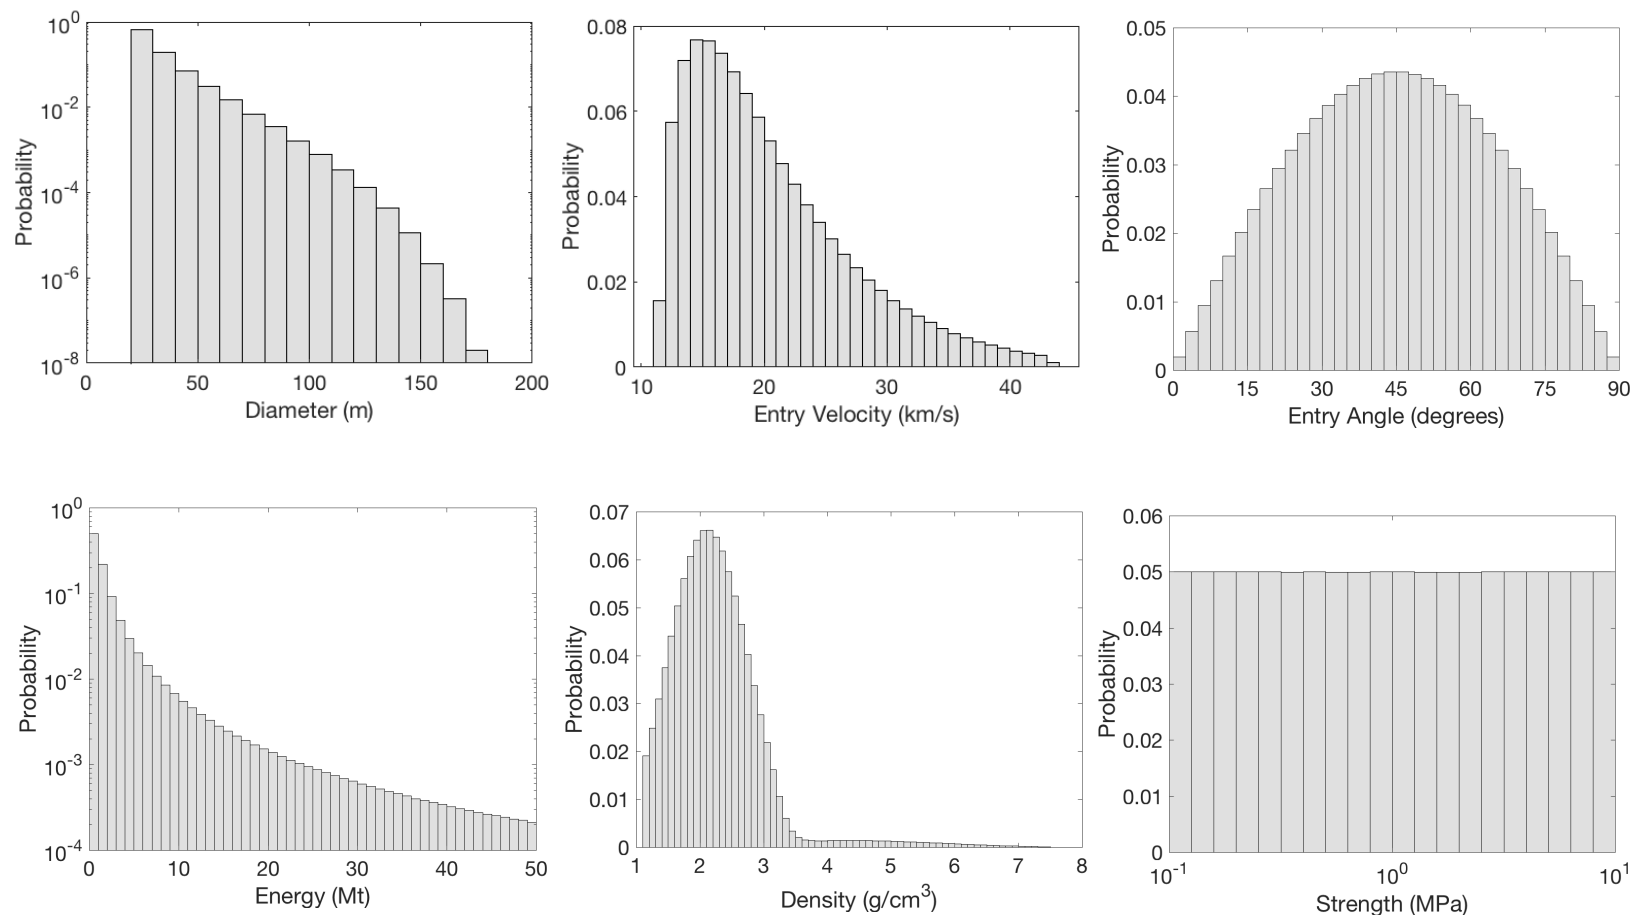 10^0
10^-2
10^-4
10^-6
10^-8
Probability
0 50 100 150 200
Diameter (m)
0.08
0.06
0.04
0.02
0
Probability
10 20 30 40
Entry Velocity (km/s)
0.05
0.04
0.03
0.02
0.01
0
Probability
0 15 30 45 60 75 90
Entry Angle (degrees)
10^0
10^-1
10^-2
10^-3
10^-4
Probability
0 10 20 30 40 50
Energy (Mt)
0.07
0.06
0.05
0.04
0.03
0.02
0.01
0
Probability
1 2 3 4 5 6 7 8
Density (g/cm^3)
0.06
0.05
0.04
0.03
0.02
0.01
0
Probability
10^-1 10^0 10^1
Strength (MPa)